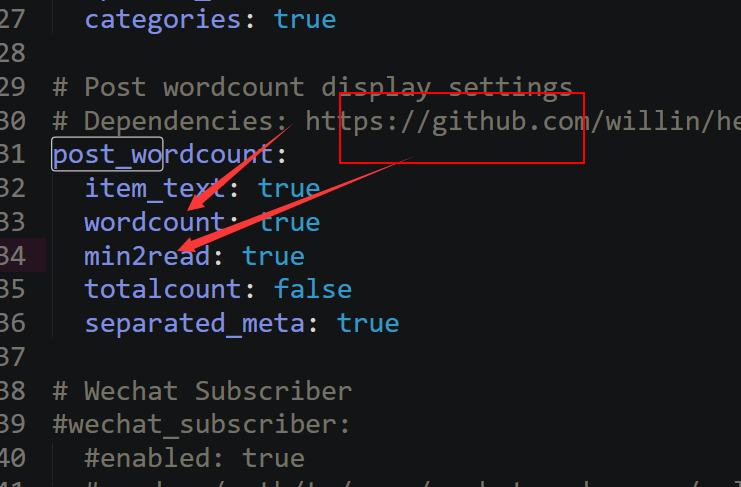 27 categories: true
28
29 # Post wordcount display settings
30 # Dependencies: https://github.com/willin/he
31 post_wordcount:
32 item_text: true
33 wordcount: true
34 min2read: true
35 totalcount: false
36 separated_meta: true
37
38 # Wechat Subscriber
39 #wechat_subscriber:
40 #enabled: true